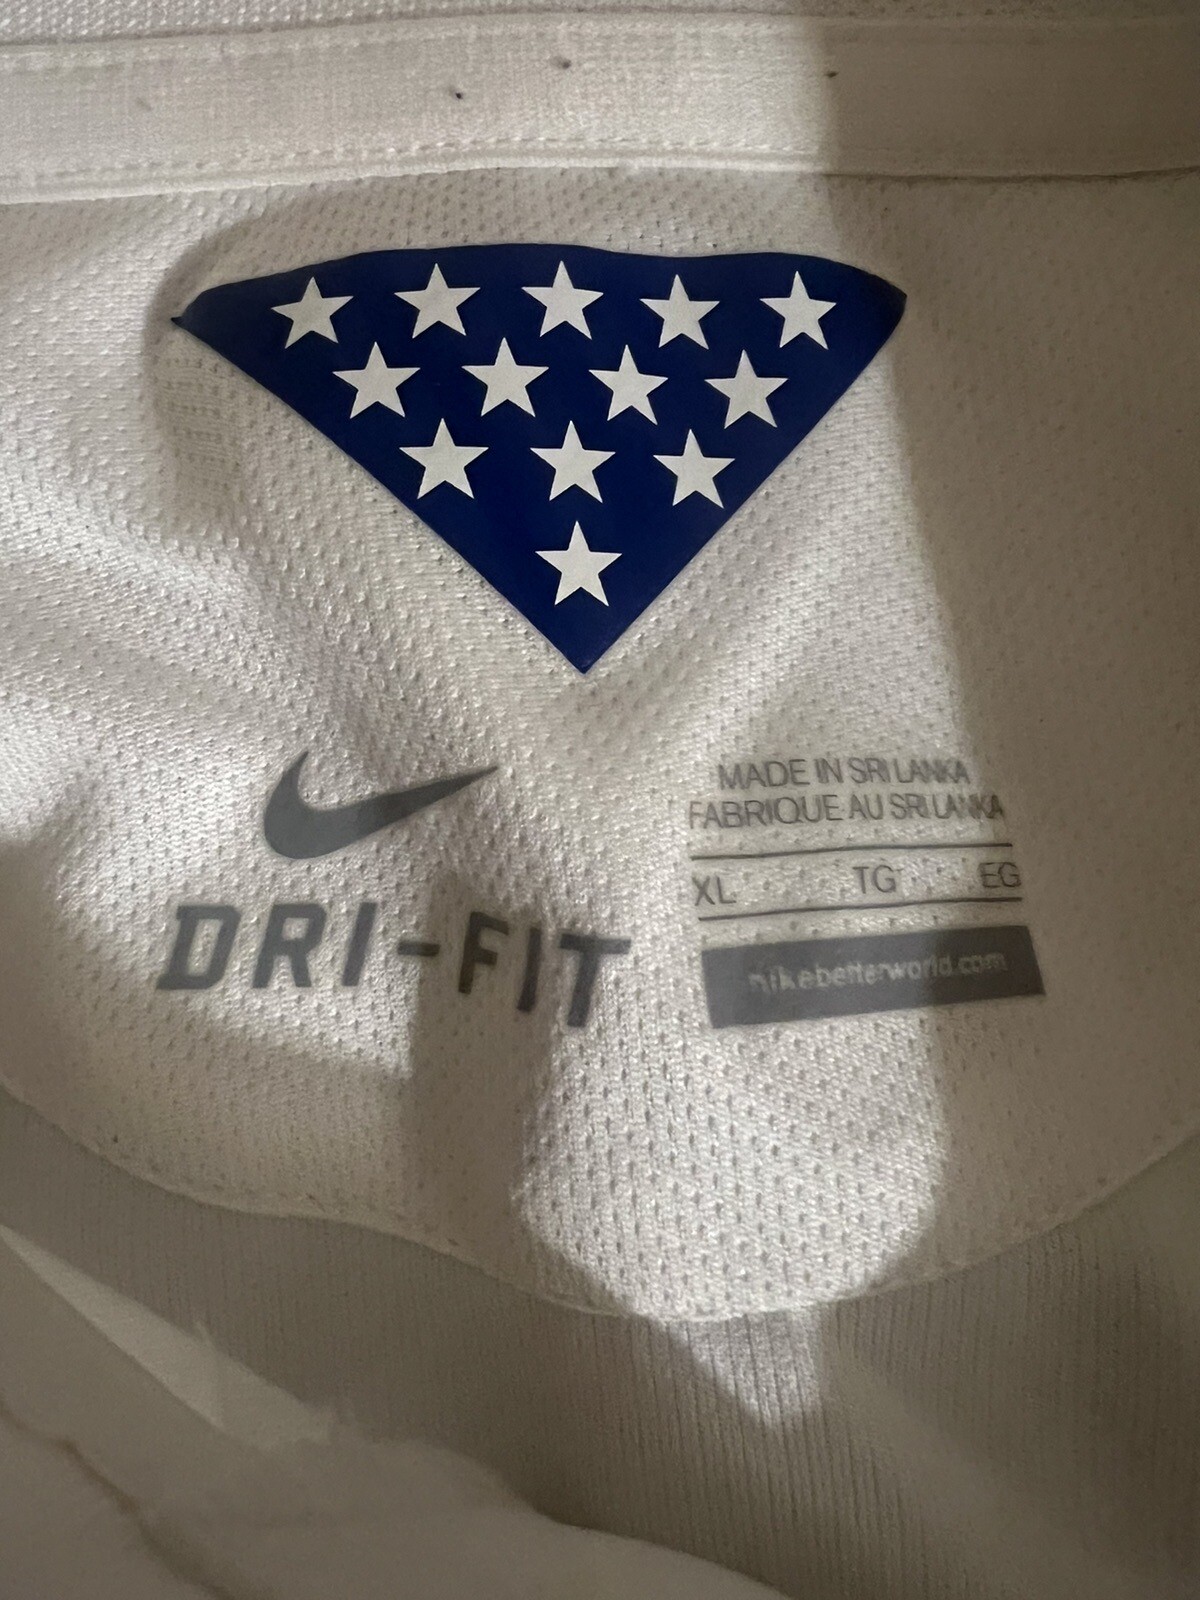 DRI-FIT
MADE IN SRI LANKA
FABRIQUE AU SRI LANKA
XL TG EG
nikebetterworld.com